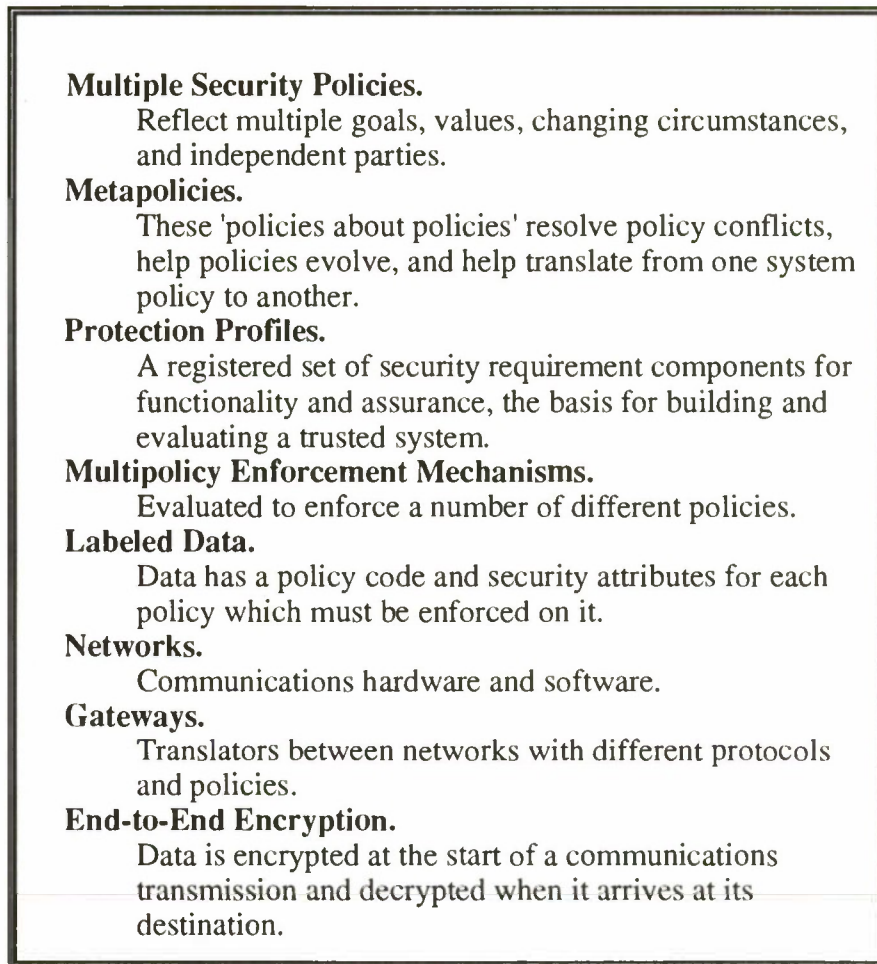 Multiple Security Policies.
Reflect multiple goals, values, changing circumstances,
and independent parties.
Metapolicies.
These 'policies about policies' resolve policy conflicts,
help policies evolve, and help translate from one system
policy to another.
Protection Profiles.
A registered set of security requirement components for
functionality and assurance, the basis for building and
evaluating a trusted system.
Multipolicy Enforcement Mechanisms.
Evaluated to enforce a number of different policies.
Labeled Data.
Data has a policy code and security attributes for each
policy which must be enforced on it.
Networks.
Communications hardware and software.
Gateways.
Translators between networks with different protocols
and policies.
End-to-End Encryption.
Data is encrypted at the start of a communications
transmission and decrypted when it arrives at its
destination.